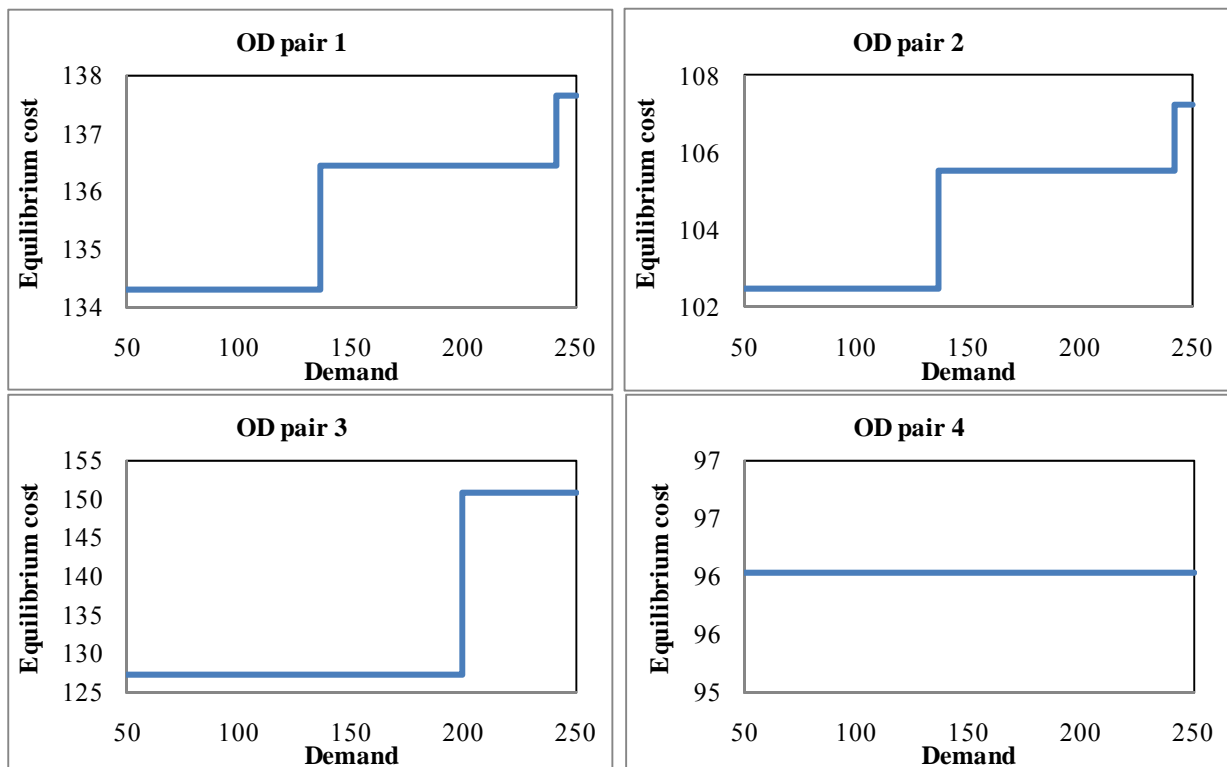 OD pair 1
Equilibrium cost
138
137
136
135
134
50 100 150 200 250
Demand
OD pair 2
Equilibrium cost
108
106
104
102
50 100 150 200 250
Demand
OD pair 3
Equilibrium cost
155
150
145
140
135
130
125
50 100 150 200 250
Demand
OD pair 4
Equilibrium cost
97
97
96
96
95
50 100 150 200 250
Demand